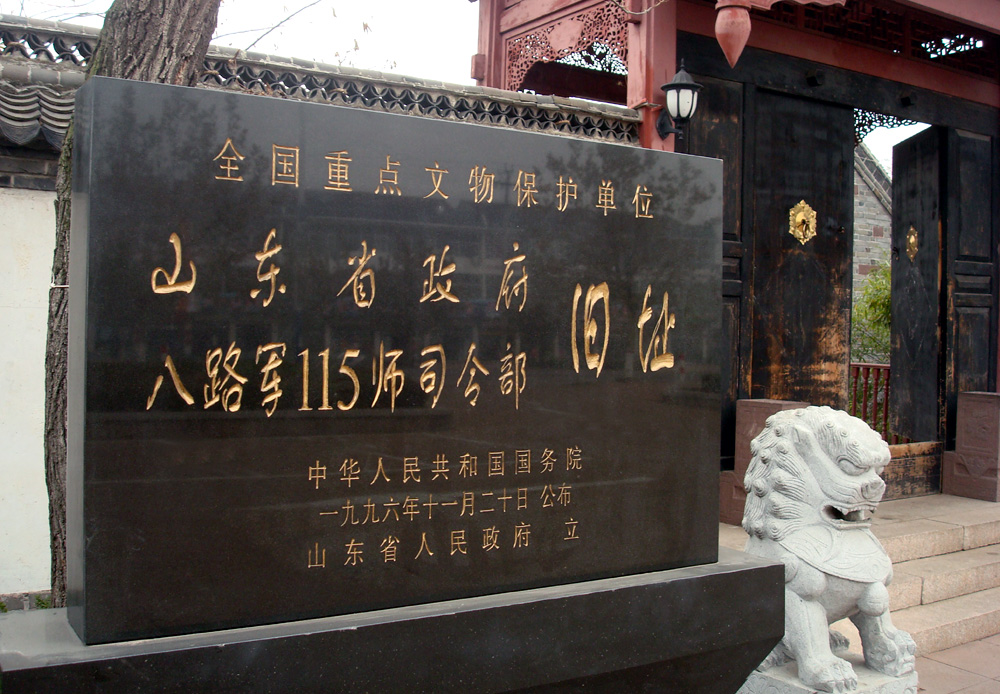 全国重点文物保护单位
山东省政府
八路军115师司令部
旧址
中华人民共和国国务院
一九九六年十一月二十日 公布
山东省人民政府 立